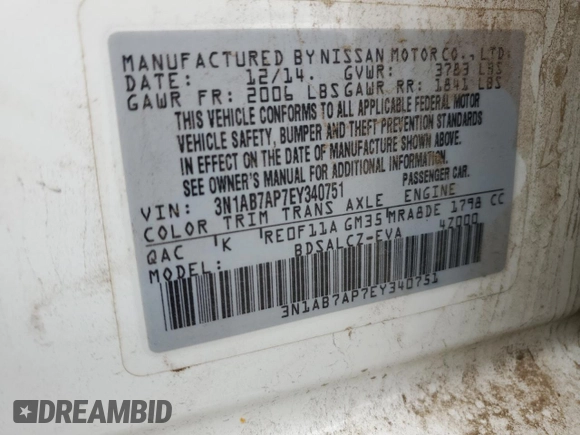 MANUFACTURED BY NISSAN MOTOR CO., LTD.
DATE: 12/14. GVWR: 3783 LBS
GAWR FR: 2006 LBS GAWR RR: 1841 LBS
THIS VEHICLE CONFORMS TO ALL APPLICABLE FEDERAL MOTOR
VEHICLE SAFETY, BUMPER AND THEFT PREVENTION STANDARDS
IN EFFECT ON THE DATE OF MANUFACTURE SHOWN ABOVE.
SEE OWNER'S MANUAL FOR ADDITIONAL INFORMATION.
VIN: 3N1AB7AP7EY340751 PASSENGER CAR.
COLOR TRIM TRANS AXLE ENGINE
QAC K RE0F11A GM35 MRA8DE 1798 CC
MODEL: BDSALCZ-EVA 4Z000
3N1AB7AP7EY340751
DREAMBID